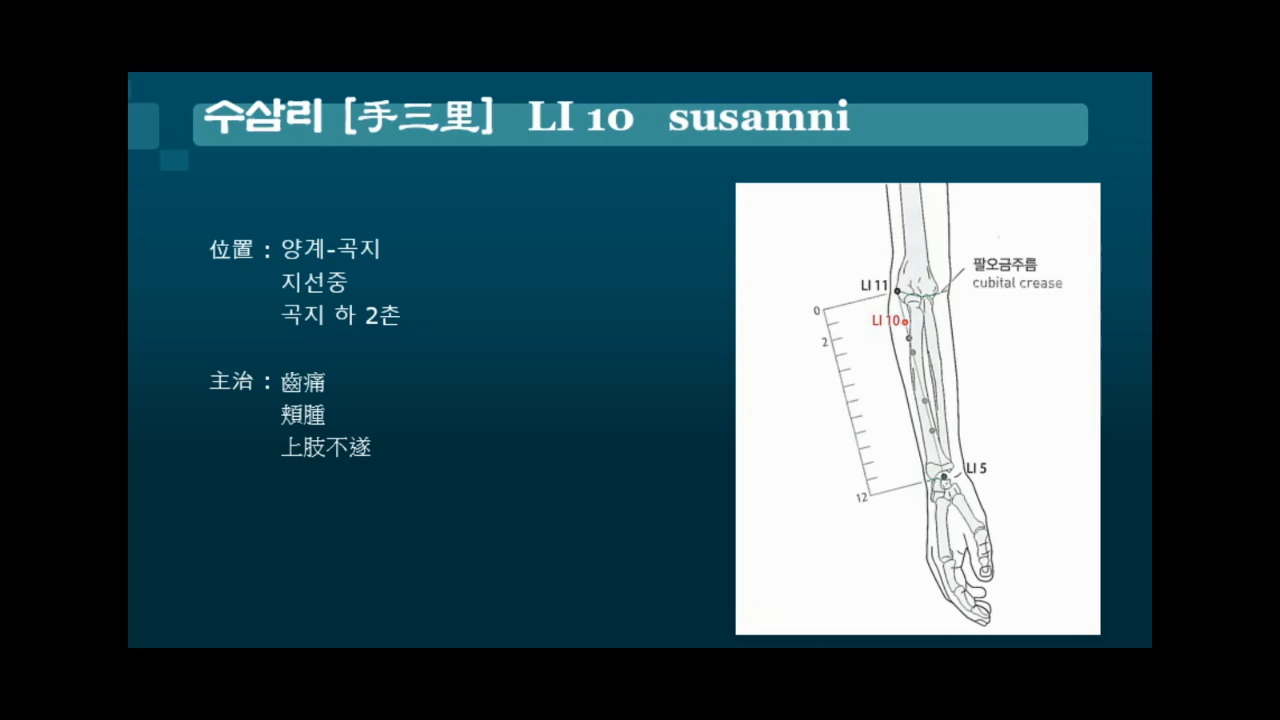 수삼리 [手三里] LI 10 susamni
位置 : 양계-곡지
지선중
곡지 하 2촌
主治 : 齒痛
頰腫
上肢不遂
팔오금주름
cubital crease
LI 11
0
LI 10
2
LI 5
12